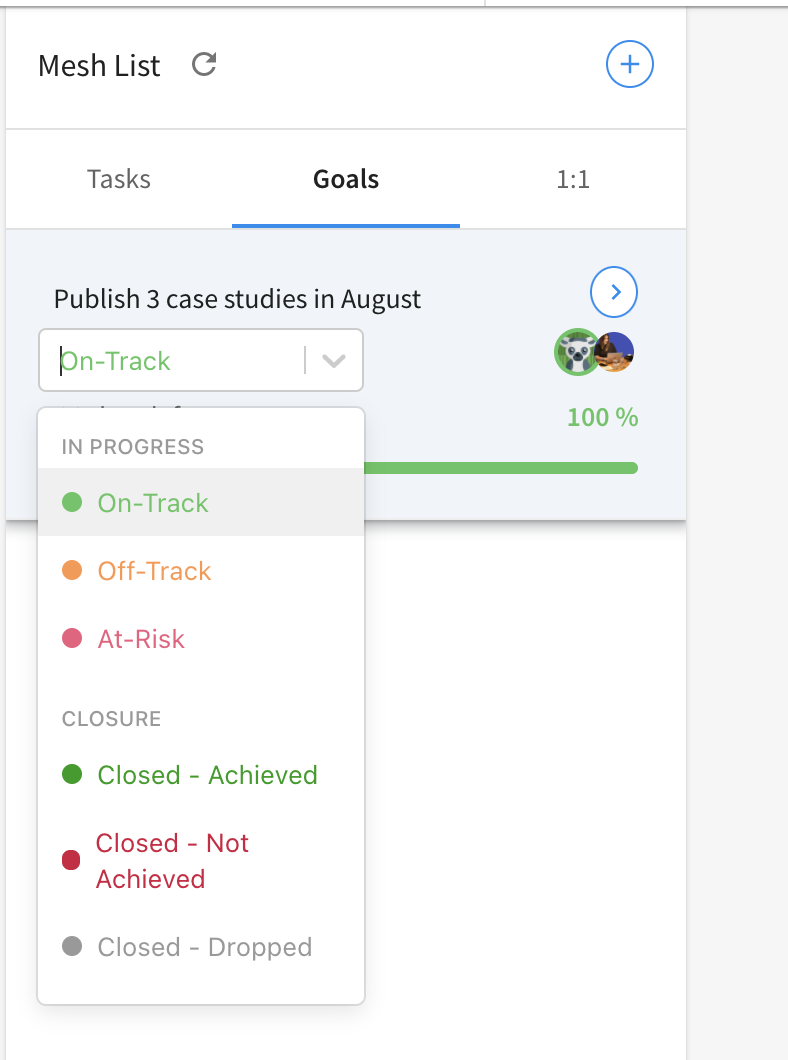 Mesh List
Tasks Goals 1:1
Publish 3 case studies in August
On-Track
100 %
IN PROGRESS
On-Track
Off-Track
At-Risk
CLOSURE
Closed - Achieved
Closed - Not
Achieved
Closed - Dropped